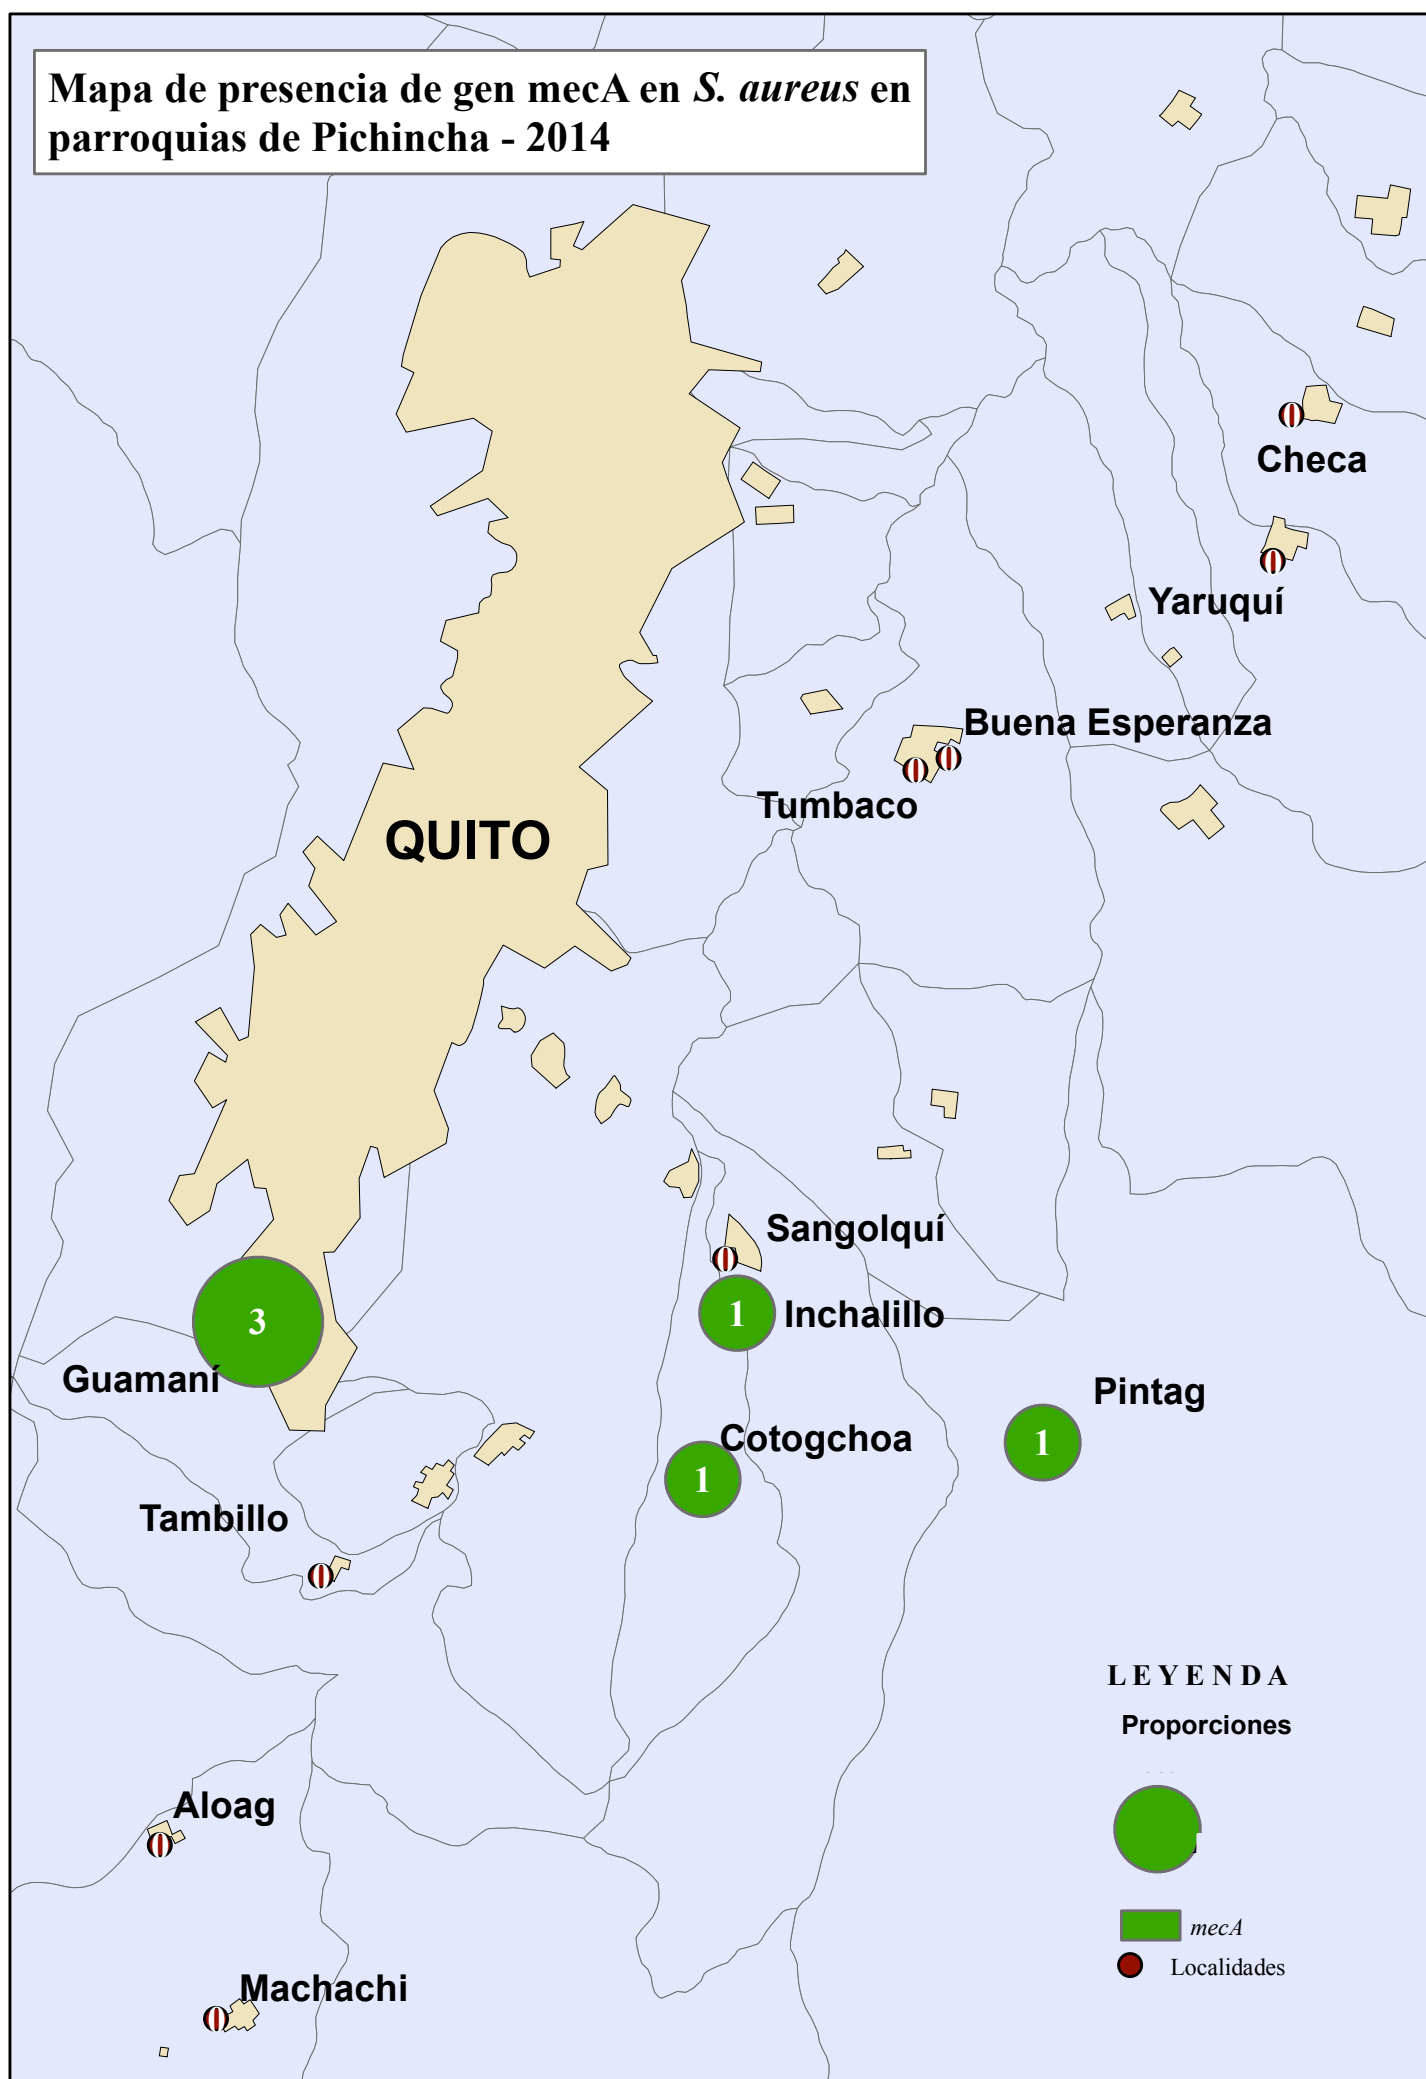 Mapa de presencia de gen mecA en S. aureus en
parroquias de Pichincha - 2014
Checa
Yaruquí
Buena Esperanza
Tumbaco
QUITO
Sangolquí
1
Inchalillo
3
Guamaní
Pintag
1
Cotogchoa
1
Tambillo
LEYENDA
Proporciones
Aloag
mecA
Localidades
Machachi